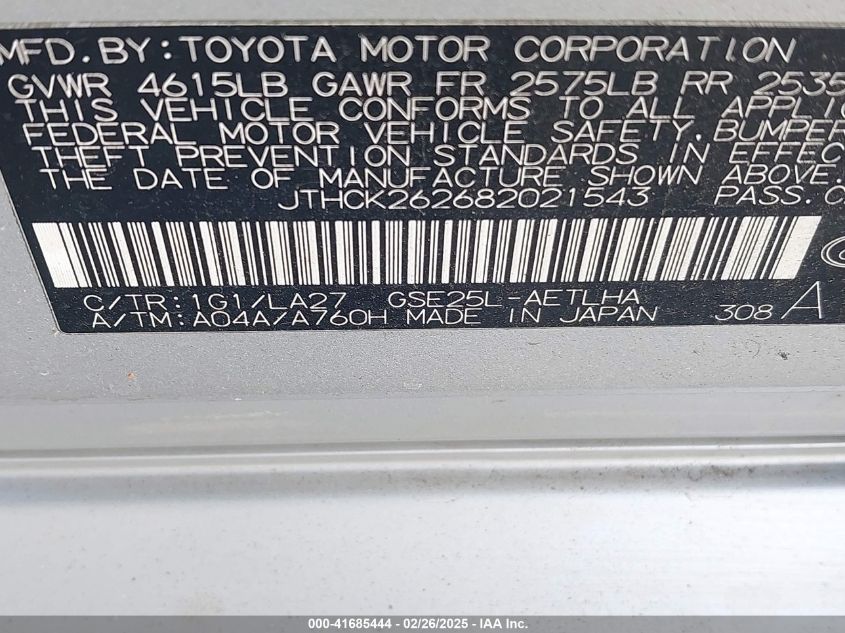 MFD. BY: TOYOTA MOTOR CORPORATION
GVWR 4615LB GAWR FR 2575LB RR 2535
THIS VEHICLE CONFORMS TO ALL
FEDERAL MOTOR VEHICLE SAFETY, BUMPER
THEFT PREVENTION STANDARDS IN EFFEC
THE DATE OF MANUFACTURE SHOWN ABOVE.
JTHCK262682021543 PASS.
C/TR: 1G1/LA27 GSE25L-AETLHA
A/TM: A04A/A760H MADE IN JAPAN 308 A
000-41685444 - 02/26/2025 - IAA Inc.